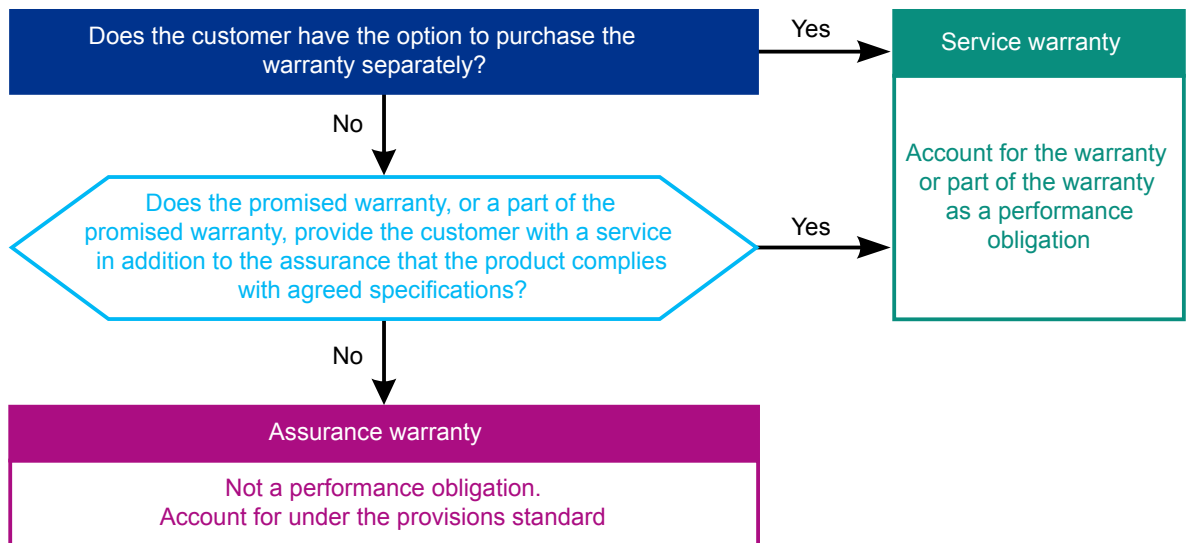 Does the customer have the option to purchase the
warranty separately?
Yes
Service warranty
No
Account for the warranty
or part of the warranty
as a performance
obligation
Does the promised warranty, or a part of the
promised warranty, provide the customer with a service
in addition to the assurance that the product complies
with agreed specifications?
Yes
No
Assurance warranty
Not a performance obligation.
Account for under the provisions standard